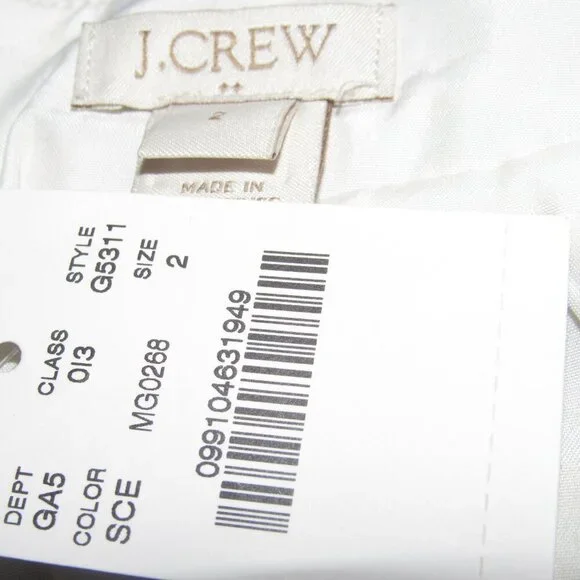 J.CREW
2
MADE IN
DEPT CLASS STYLE
GA5 013 G5311
COLOR MG0268 SIZE
SCE 2
099104631949